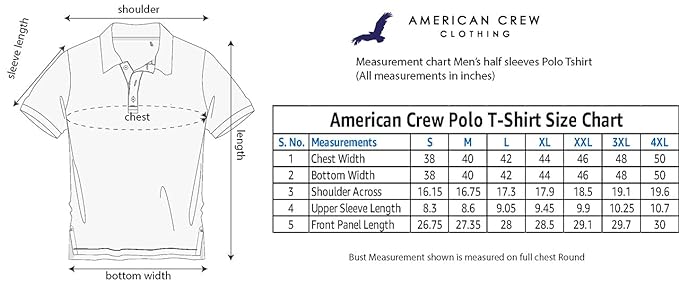 shoulder
sleeve length
chest
length
bottom width
AMERICAN CREW
CLOTHING
Measurement chart Men's half sleeves Polo Tshirt
(All measurements in inches)
American Crew Polo T-Shirt Size Chart
S. No. Measurements S M L XL XXL 3XL 4XL
1 Chest Width 38 40 42 44 46 48 50
2 Bottom Width 38 40 42 44 46 48 50
3 Shoulder Across 16.15 16.75 17.3 17.9 18.5 19.1 19.6
4 Upper Sleeve Length 8.3 8.6 9.05 9.45 9.9 10.25 10.7
5 Front Panel Length 26.75 27.35 28 28.5 29.1 29.7 30
Bust Measurement shown is measured on full chest Round